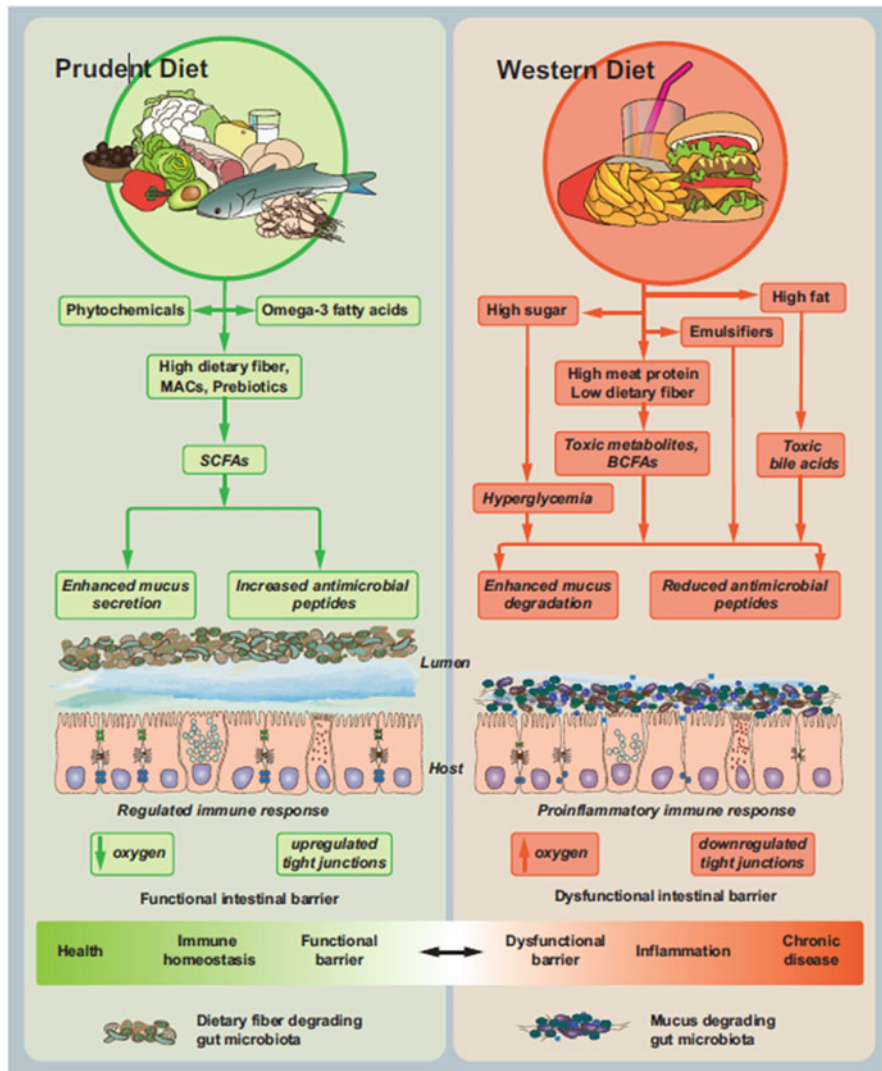 Prudent Diet
Phytochemicals
Omega-3 fatty acids
High dietary fiber,
MACs, Prebiotics
SCFAs
Enhanced mucus
secretion
Increased antimicrobial
peptides
Western Diet
High sugar
High fat
Emulsifiers
High meat protein
Low dietary fiber
Toxic metabolites,
BCFAs
Toxic
bile acids
Hyperglycemia
Enhanced mucus
degradation
Reduced antimicrobial
peptides
Lumen
Host
Regulated immune response
oxygen
upregulated
tight junctions
Functional intestinal barrier
Proinflammatory immune response
oxygen
downregulated
tight junctions
Dysfunctional intestinal barrier
Health
Immune
homeostasis
Functional
barrier
Dysfunctional
barrier
Inflammation
Chronic
disease
Dietary fiber degrading
gut microbiota
Mucus degrading
gut microbiota